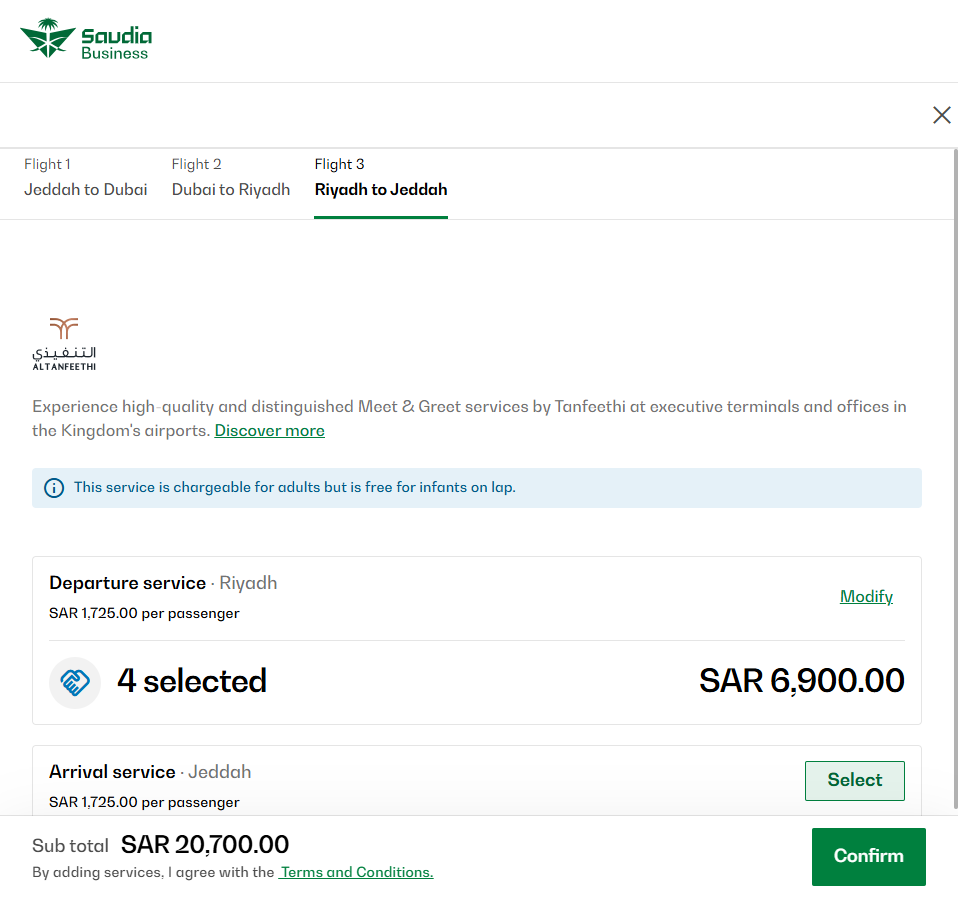 Saudia
Business
Flight 1
Jeddah to Dubai
Flight 2
Dubai to Riyadh
Flight 3
Riyadh to Jeddah
التنفيذي
ALTANFEETHI
Experience high-quality and distinguished Meet & Greet services by Tanfeethi at executive terminals and offices in
the Kingdom's airports. Discover more
This service is chargeable for adults but is free for infants on lap.
Departure service · Riyadh
SAR 1,725.00 per passenger
Modify
4 selected
SAR 6,900.00
Arrival service · Jeddah
SAR 1,725.00 per passenger
Select
Sub total SAR 20,700.00
By adding services, I agree with the Terms and Conditions.
Confirm